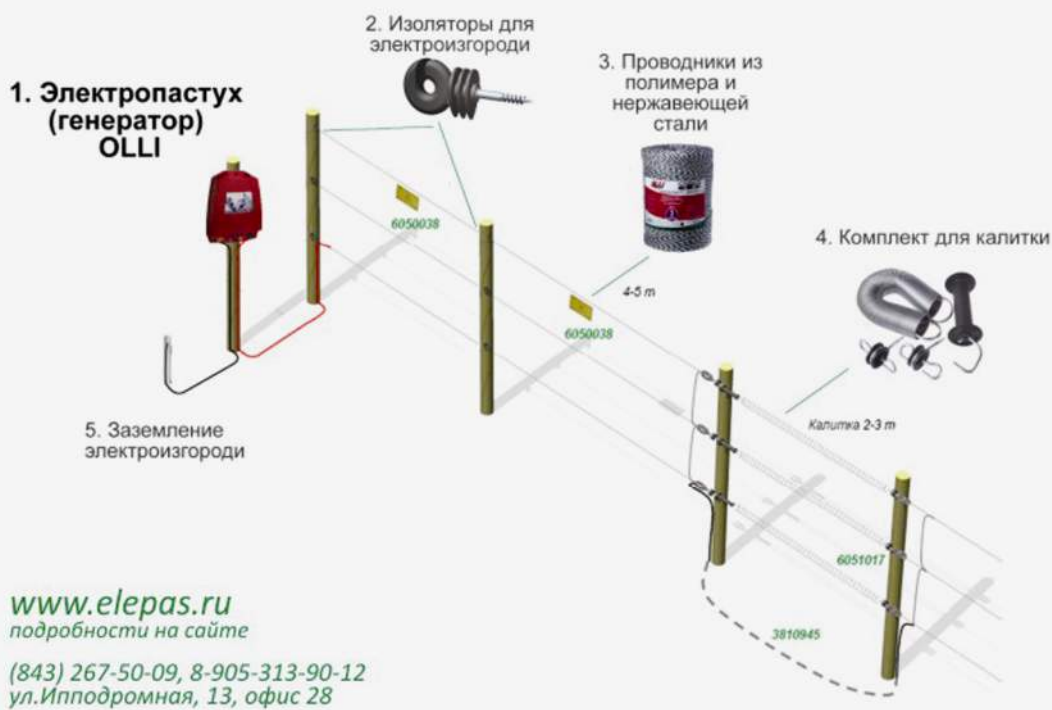 2. Изоляторы для
электроизгороди
3. Проводники из
полимера и
нержавеющей
стали
1. Электропастух
(генератор)
OLLI
6050038
4. Комплект для калитки
4-5 m
6050038
Калитка 2-3 m
5. Заземление
электроизгороди
6051017
3810945
www.elepas.ru
подробности на сайте
(843) 267-50-09, 8-905-313-90-12
ул.Ипподромная, 13, офис 28